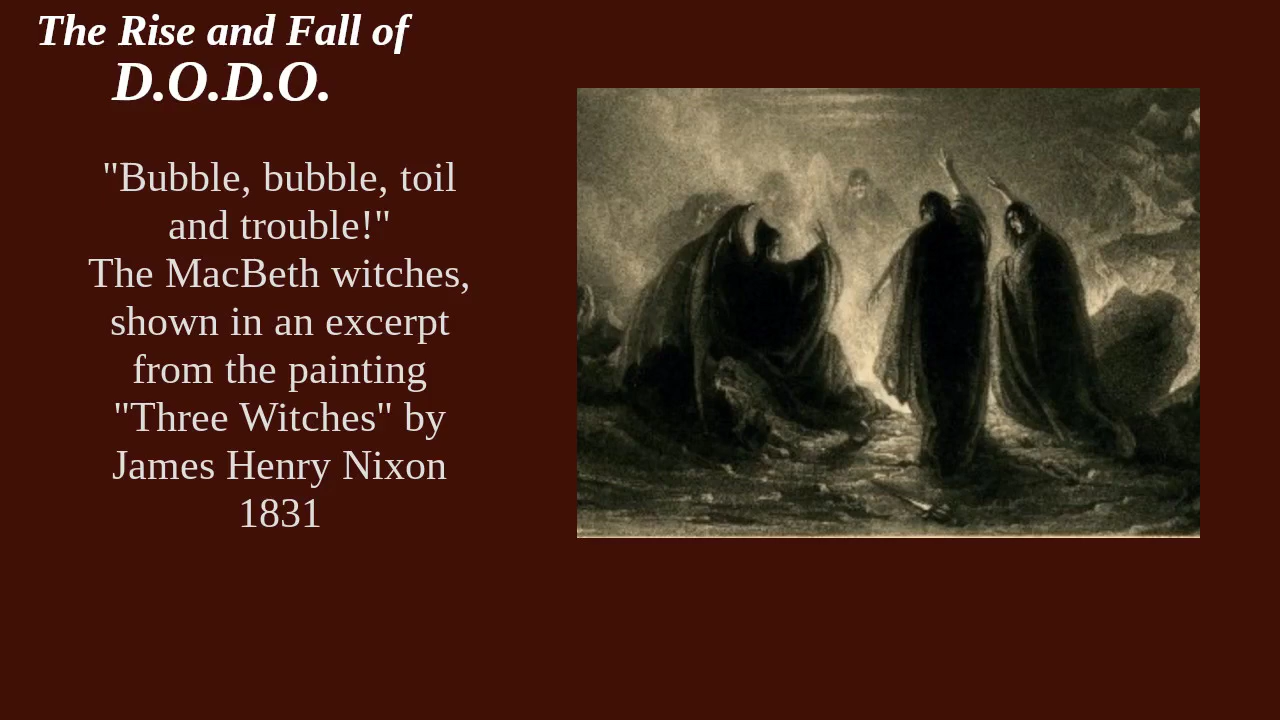 The Rise and Fall of
D.O.D.O.
"Bubble, bubble, toil
and trouble!"
The MacBeth witches,
shown in an excerpt
from the painting
"Three Witches" by
James Henry Nixon
1831